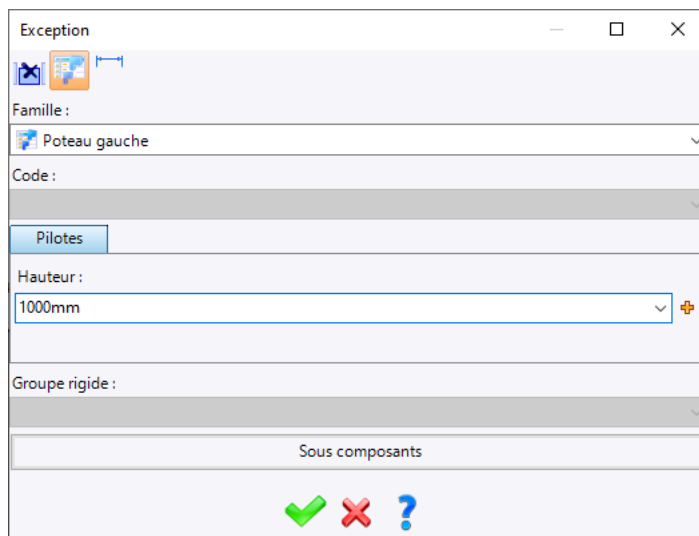 Exception
Famille :
Poteau gauche
Code :
Pilotes
Hauteur :
1000mm
Groupe rigide :
Sous composants